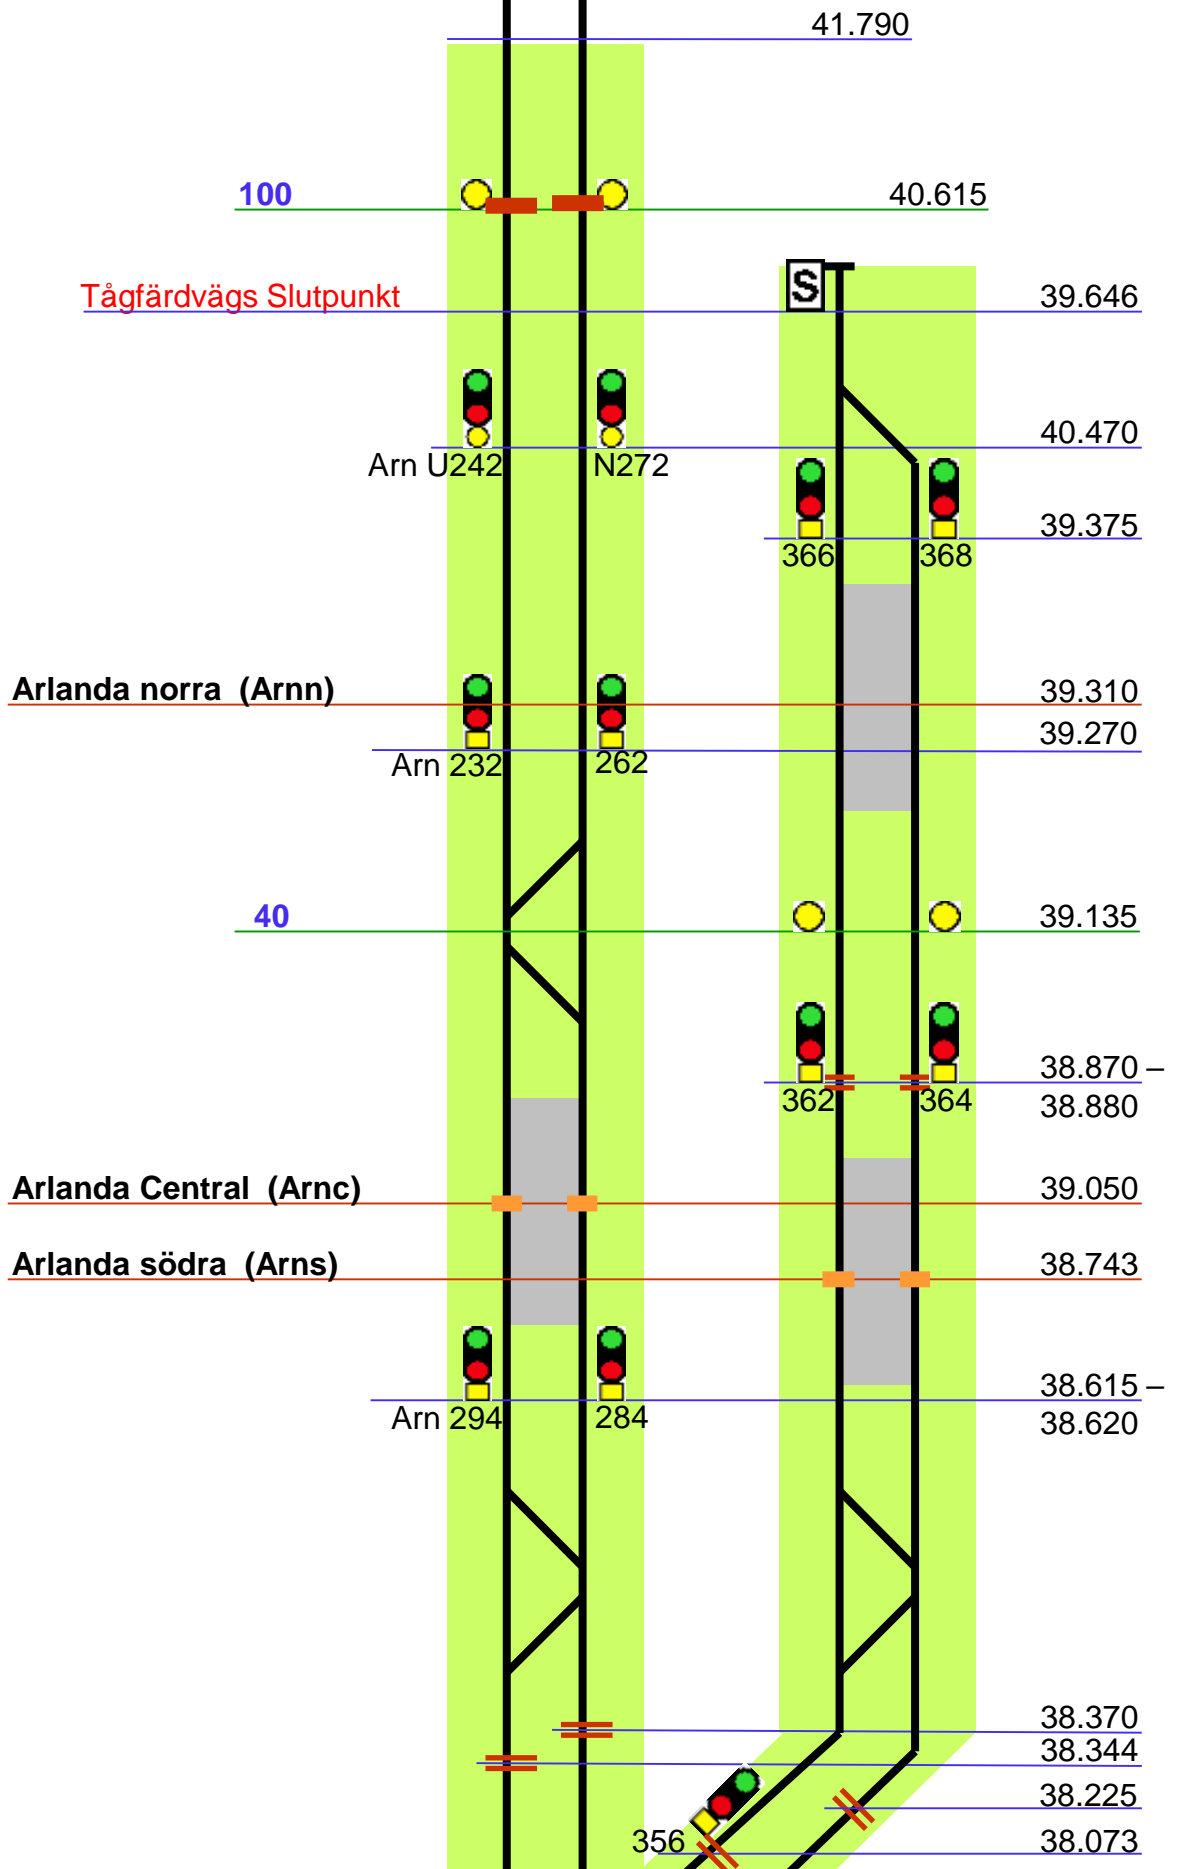 41.790
100 40.615
S
Tågfärdvägs Slutpunkt 39.646
40.470
Arn U242 N272
39.375
366 368
Arlanda norra (Arnn) 39.310
39.270
Arn 232 262
40 39.135
38.870 –
362 364 38.880
Arlanda Central (Arnc) 39.050
Arlanda södra (Arns) 38.743
38.615 –
Arn 294 284 38.620
38.370
38.344
38.225
356 38.073